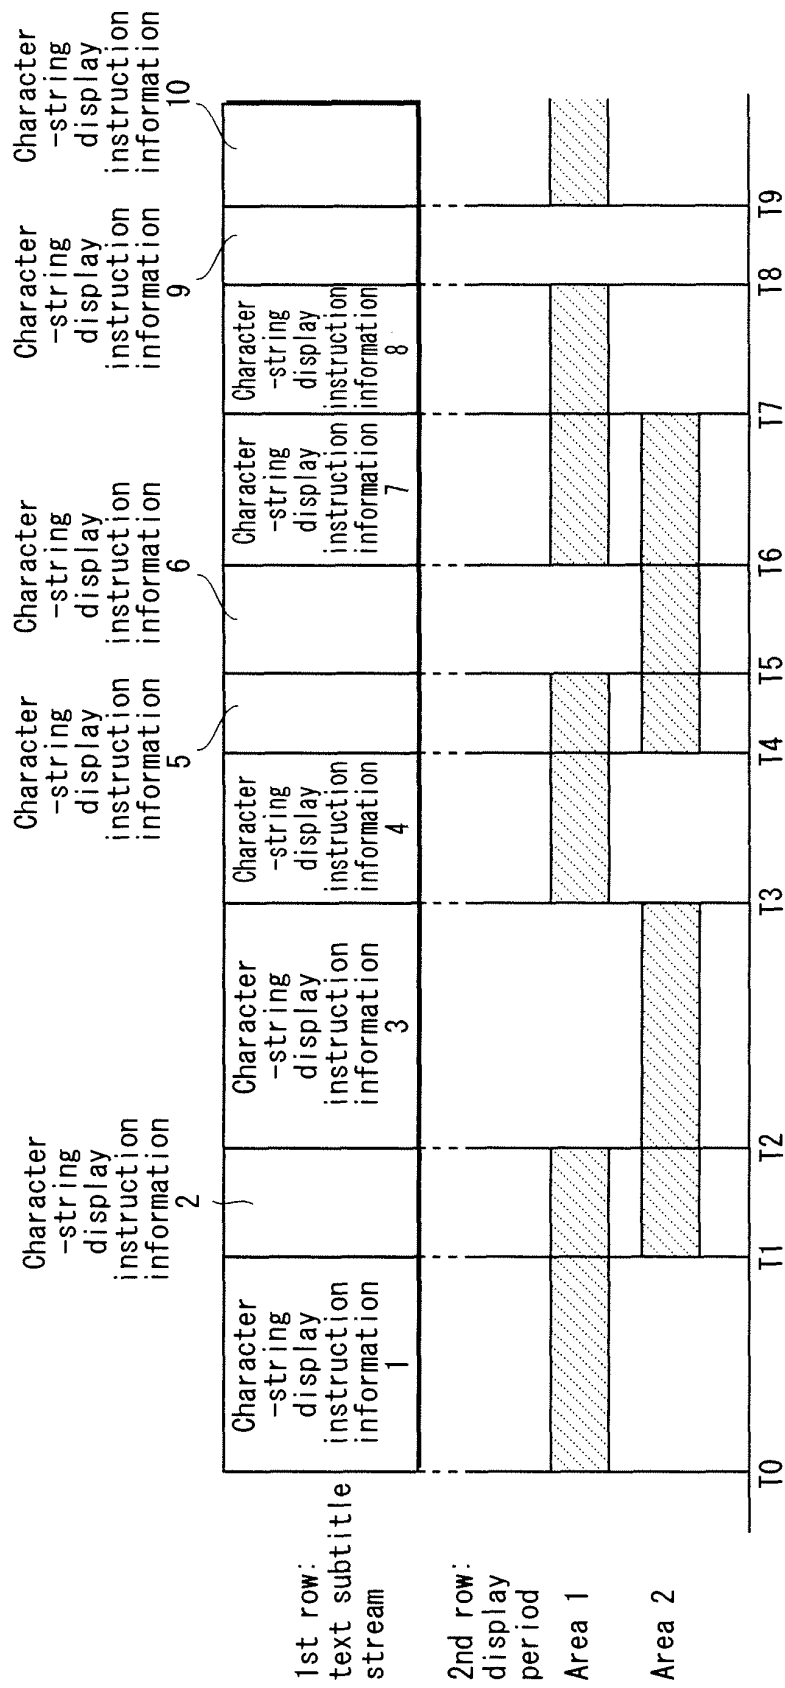 Character
-string
display
instruction
information
2
Character
-string
display
instruction
information
5
Character
-string
display
instruction
information
6
Character
-string
display
instruction
information
9
Character
-string
display
instruction
information
10
1st row:
text subtitle
stream
Character
-string
display
instruction
information
1
Character
-string
display
instruction
information
3
Character
-string
display
instruction
information
4
Character
-string
display
instruction
information
7
Character
-string
display
instruction
information
8
2nd row:
display
period
Area 1
Area 2
T0 T1 T2 T3 T4 T5 T6 T7 T8 T9